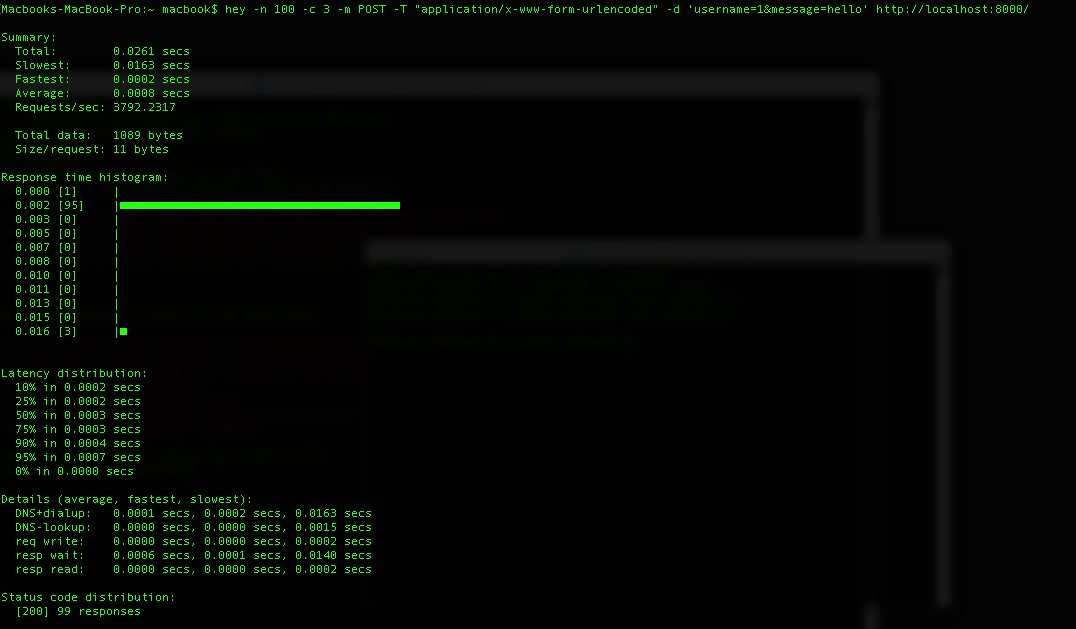 [Macbooks-MacBook-Pro:~ macbook$ hey -n 100 -c 3 -m POST -T "application/x-www-form-urlencoded" -d 'username=1&message=hello' http://localhost:8000/
Summary:
Total: 0.0261 secs
Slowest: 0.0163 secs
Fastest: 0.0002 secs
Average: 0.0008 secs
Requests/sec: 3792.2317
Total data: 1089 bytes
Size/request: 11 bytes
Response time histogram:
0.000 [1] |
0.002 [95] |
0.003 [0] |
0.005 [0] |
0.007 [0] |
0.008 [0] |
0.010 [0] |
0.011 [0] |
0.013 [0] |
0.015 [0] |
0.016 [3] |
Latency distribution:
10% in 0.0002 secs
25% in 0.0002 secs
50% in 0.0003 secs
75% in 0.0003 secs
90% in 0.0004 secs
95% in 0.0007 secs
0% in 0.0000 secs
Details (average, fastest, slowest):
DNS+dialup: 0.0001 secs, 0.0002 secs, 0.0163 secs
DNS-lookup: 0.0000 secs, 0.0000 secs, 0.0015 secs
req write: 0.0000 secs, 0.0000 secs, 0.0002 secs
resp wait: 0.0006 secs, 0.0001 secs, 0.0140 secs
resp read: 0.0000 secs, 0.0000 secs, 0.0002 secs
Status code distribution:
[200] 99 responses